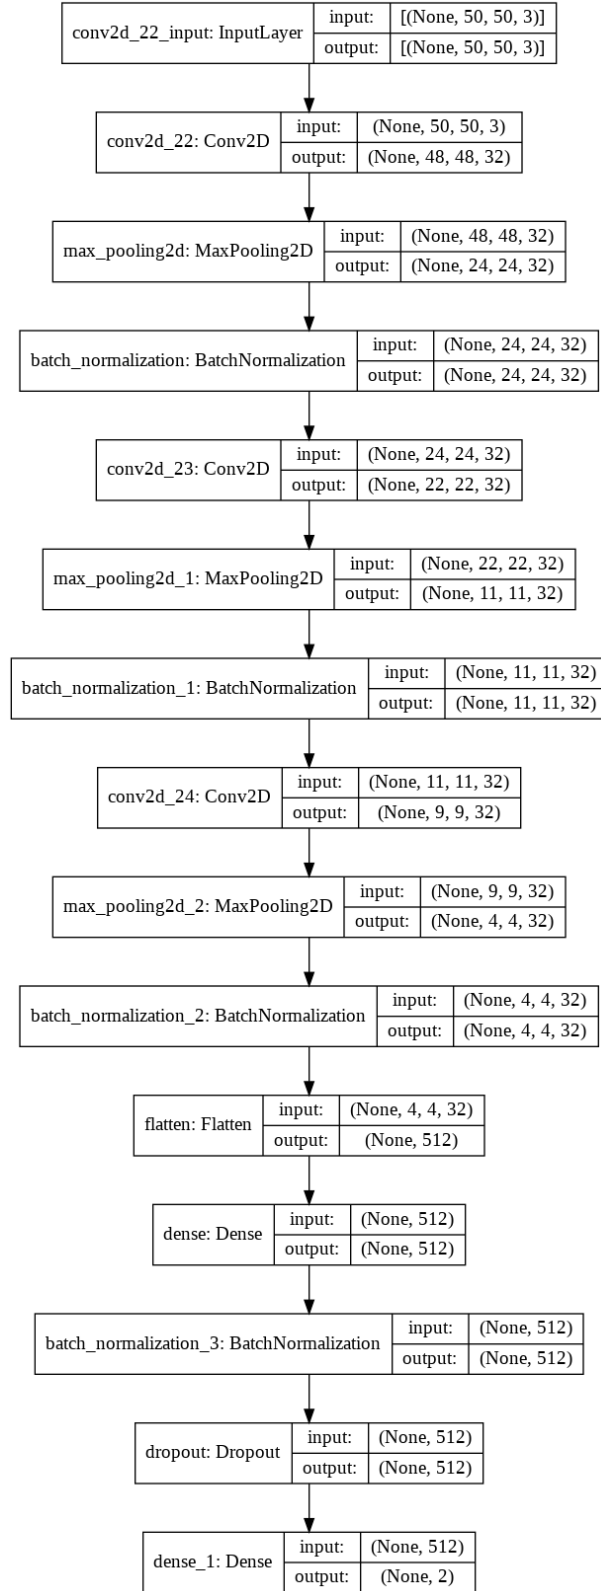 conv2d_22_input: InputLayer
input:
[(None, 50, 50, 3)]
output:
[(None, 50, 50, 3)]
conv2d_22: Conv2D
input:
(None, 50, 50, 3)
output:
(None, 48, 48, 32)
max_pooling2d: MaxPooling2D
input:
(None, 48, 48, 32)
output:
(None, 24, 24, 32)
batch_normalization: BatchNormalization
input:
(None, 24, 24, 32)
output:
(None, 24, 24, 32)
conv2d_23: Conv2D
input:
(None, 24, 24, 32)
output:
(None, 22, 22, 32)
max_pooling2d_1: MaxPooling2D
input:
(None, 22, 22, 32)
output:
(None, 11, 11, 32)
batch_normalization_1: BatchNormalization
input:
(None, 11, 11, 32)
output:
(None, 11, 11, 32)
conv2d_24: Conv2D
input:
(None, 11, 11, 32)
output:
(None, 9, 9, 32)
max_pooling2d_2: MaxPooling2D
input:
(None, 9, 9, 32)
output:
(None, 4, 4, 32)
batch_normalization_2: BatchNormalization
input:
(None, 4, 4, 32)
output:
(None, 4, 4, 32)
flatten: Flatten
input:
(None, 4, 4, 32)
output:
(None, 512)
dense: Dense
input:
(None, 512)
output:
(None, 512)
batch_normalization_3: BatchNormalization
input:
(None, 512)
output:
(None, 512)
dropout: Dropout
input:
(None, 512)
output:
(None, 512)
dense_1: Dense
input:
(None, 512)
output:
(None, 2)